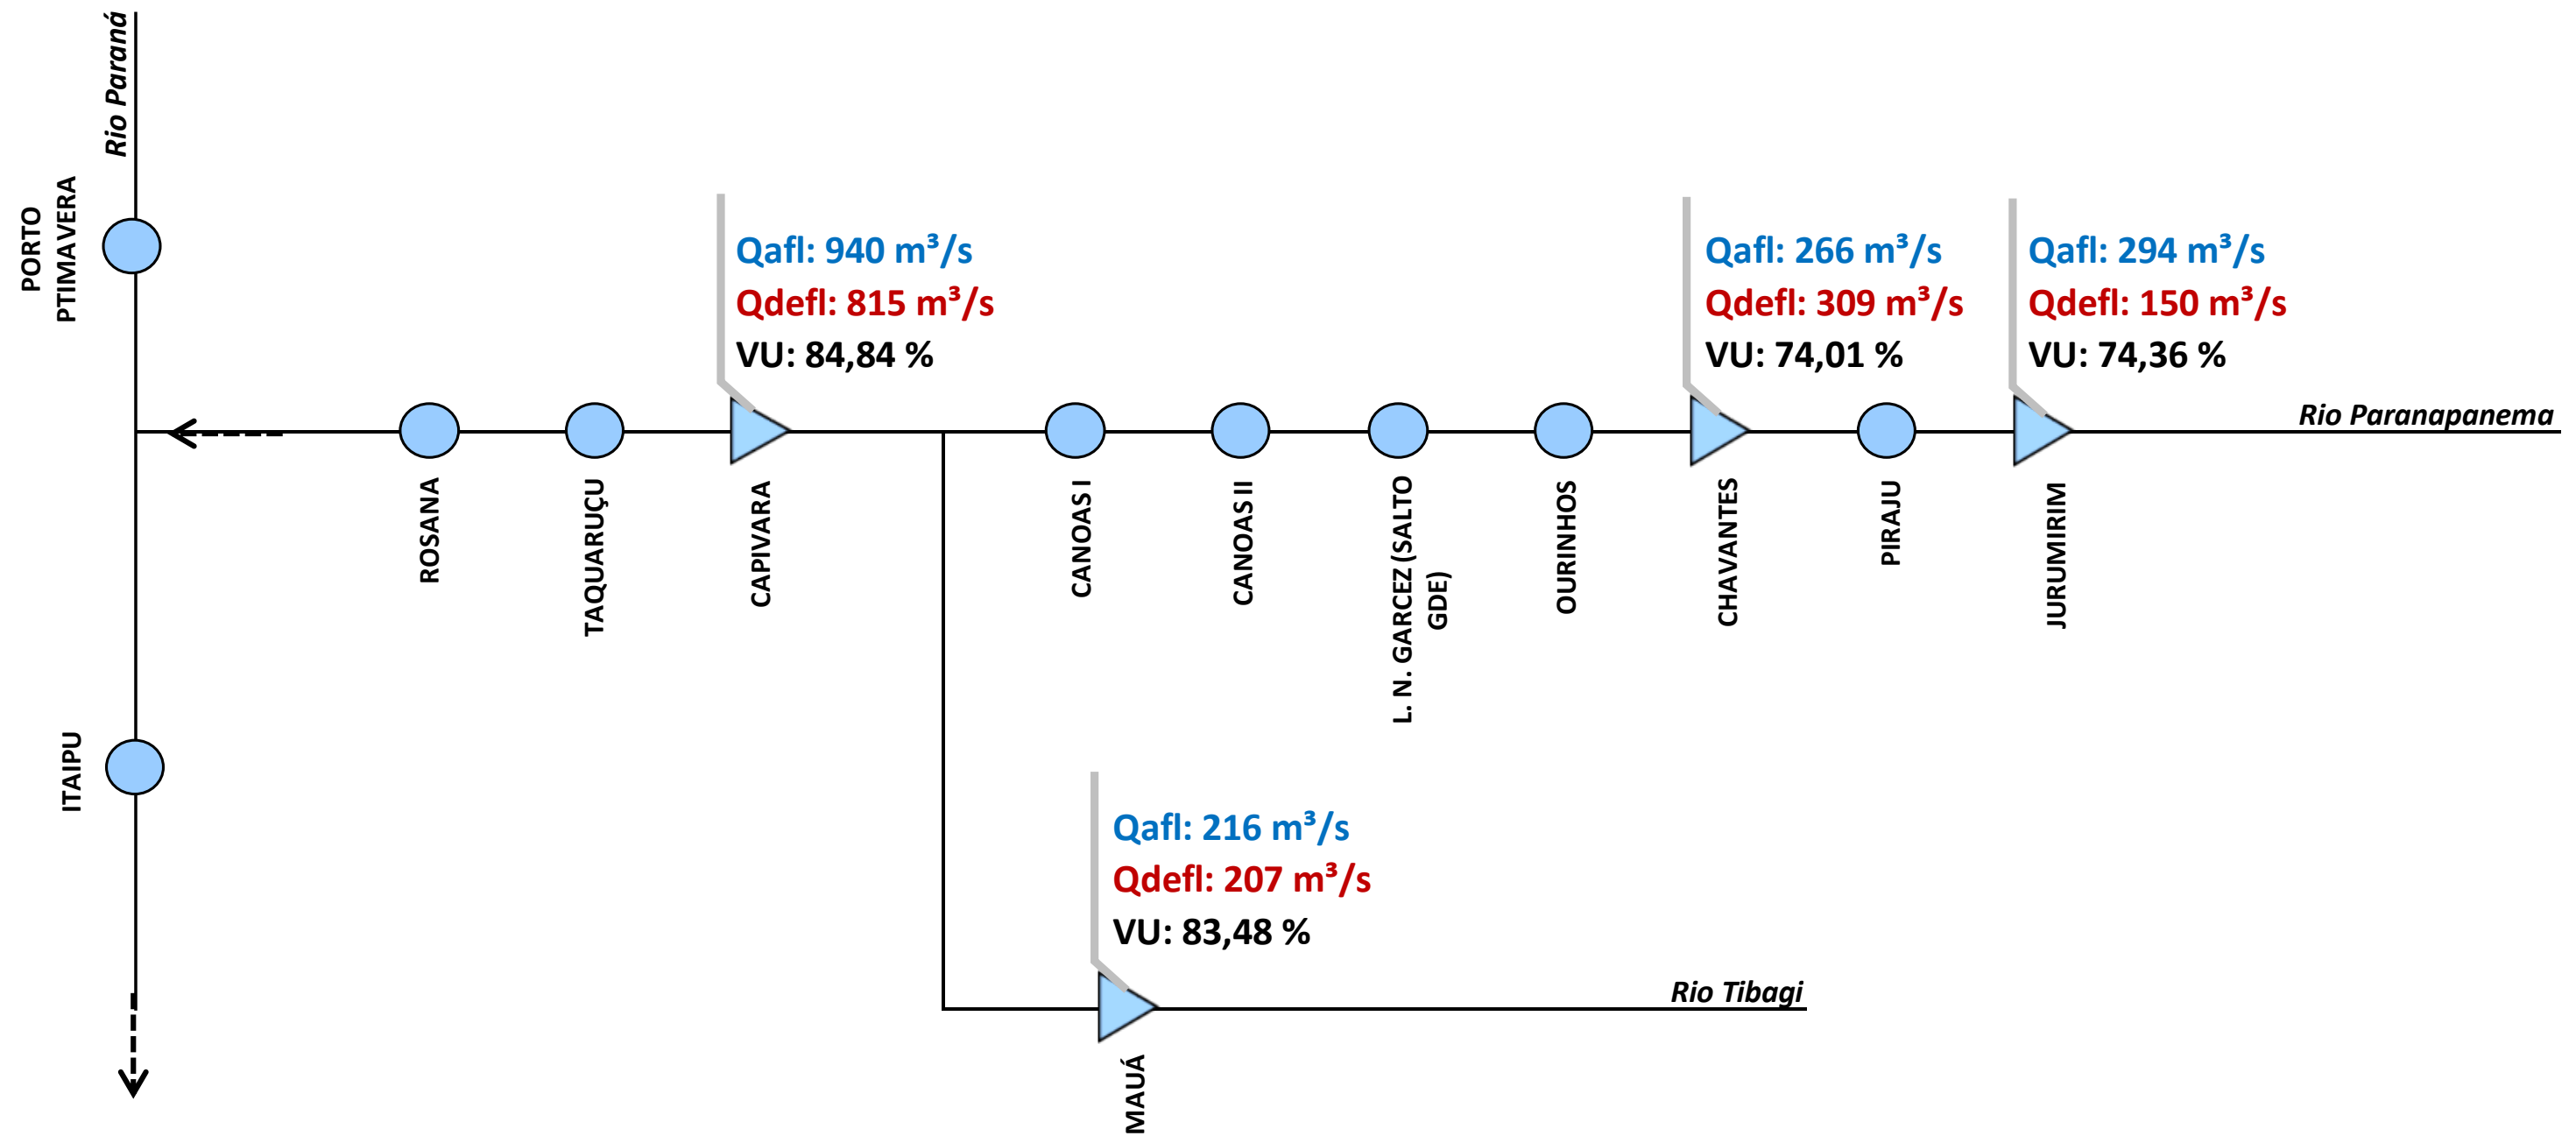 Rio Paraná
PORTO
PTIMAVERA
Qafl: 940 m³/s
Qdefl: 815 m³/s
VU: 84,84 %
Qafl: 266 m³/s
Qdefl: 309 m³/s
VU: 74,01 %
Qafl: 294 m³/s
Qdefl: 150 m³/s
VU: 74,36 %
Rio Paranapanema
ROSANA
TAQUARUÇU
CAPIVARA
CANOAS I
CANOAS II
L. N. GARCEZ (SALTO
GDE)
OURINHOS
CHAVANTES
PIRAJU
JURUMIRIM
ITAIPU
Qafl: 216 m³/s
Qdefl: 207 m³/s
VU: 83,48 %
Rio Tibagi
MAUÁ